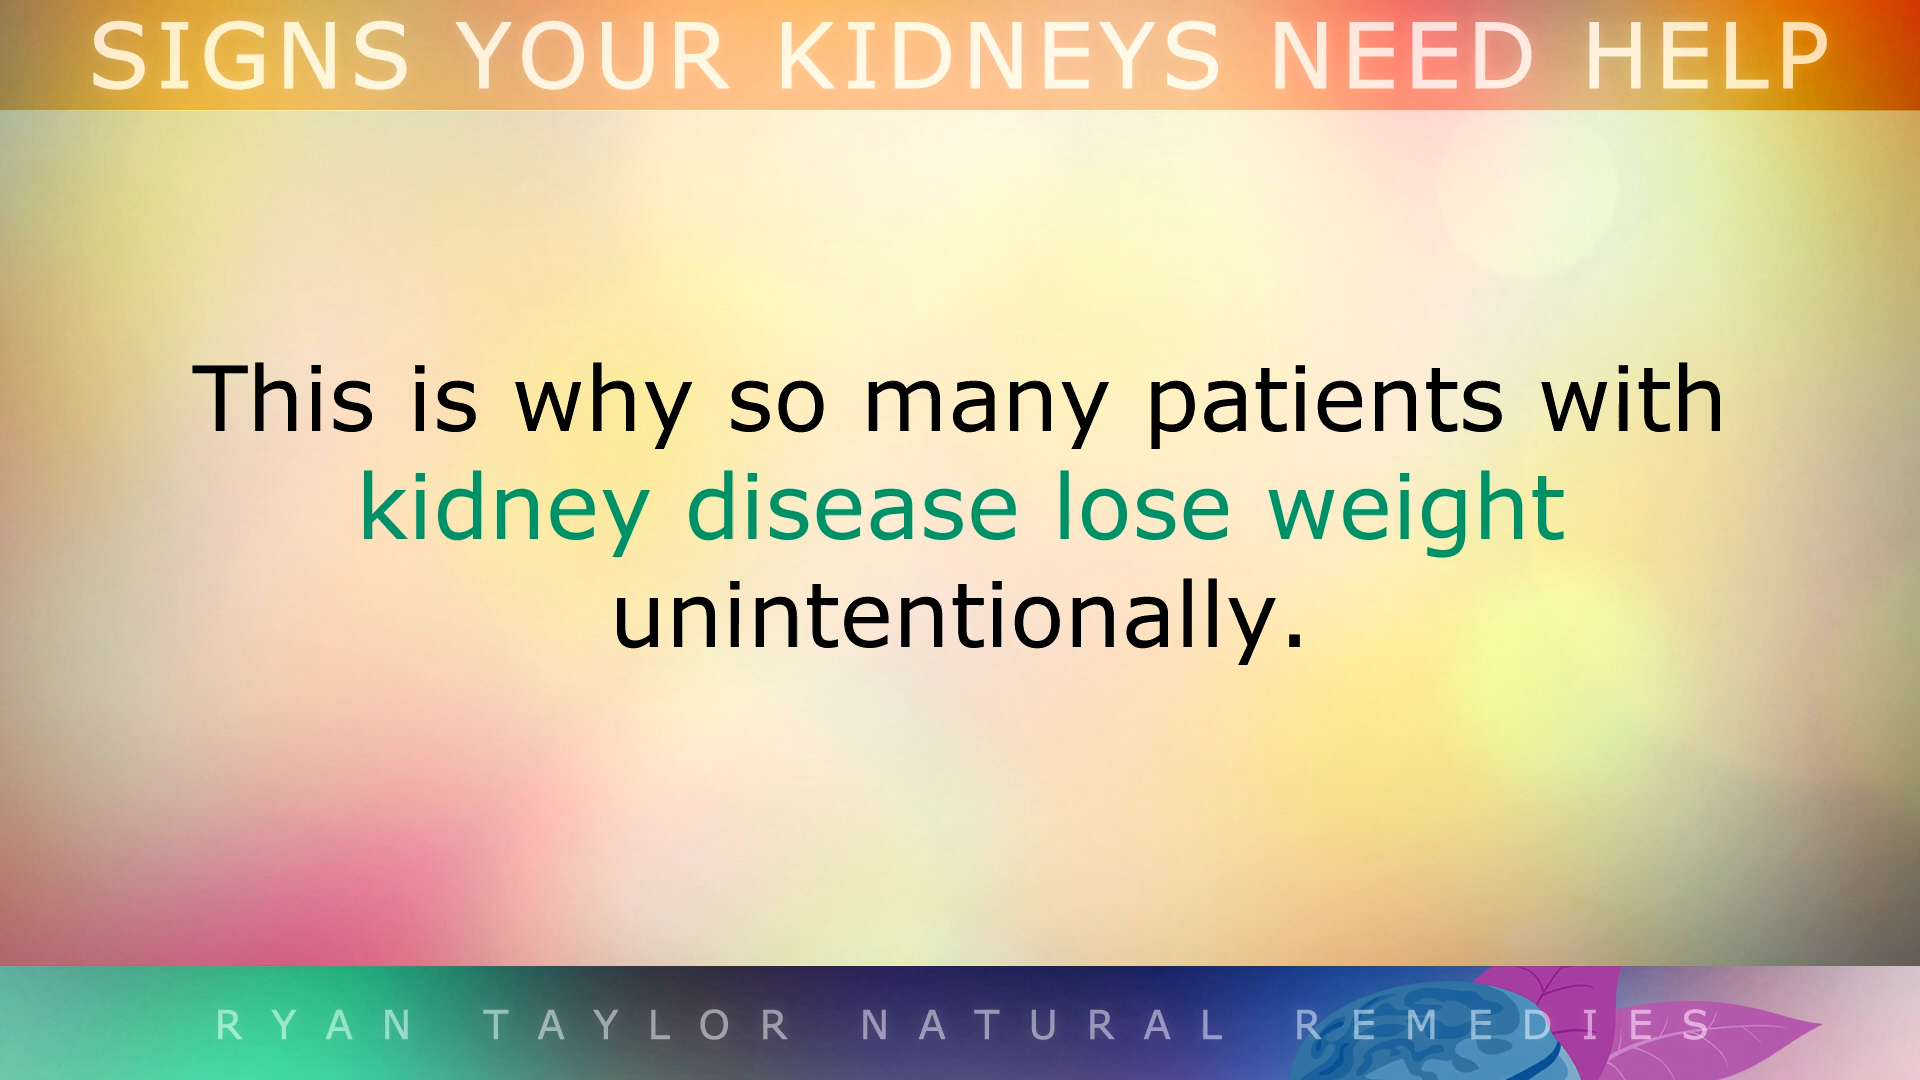 SIGNS YOUR KIDNEYS NEED HELP
This is why so many patients with
kidney disease lose weight
unintentionally.
RYAN TAYLOR NATURAL REMEDIES